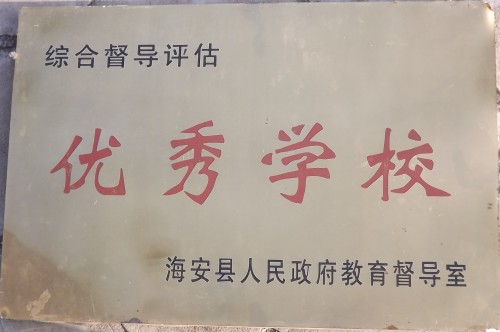 综合督导评估
优秀学校
海安县人民政府教育督导室